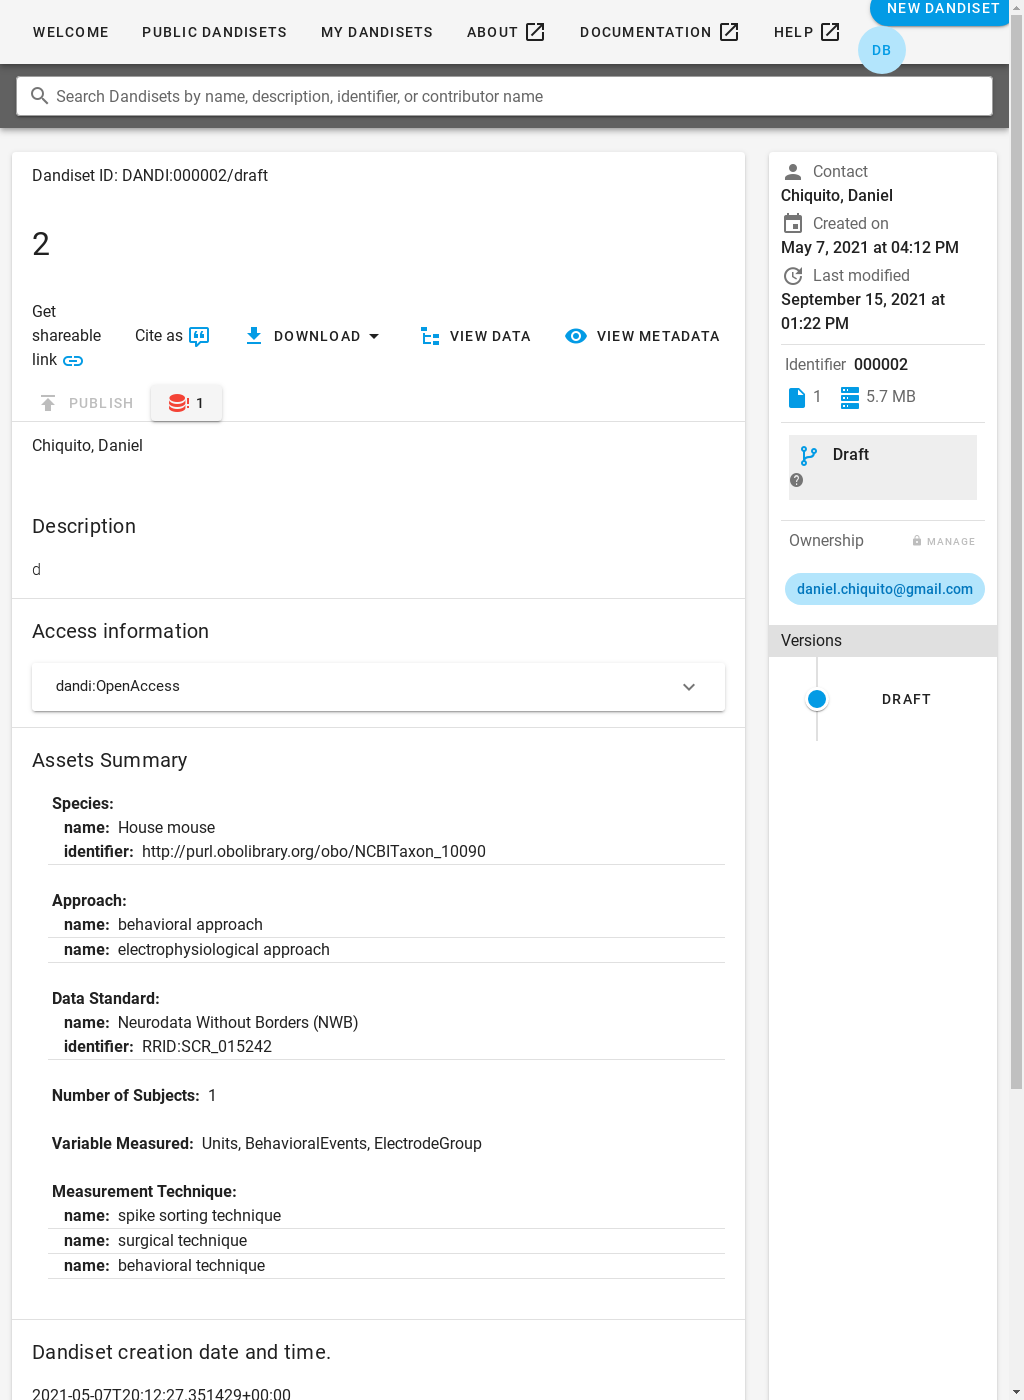 WELCOME PUBLIC DANDISETS MY DANDISETS ABOUT DOCUMENTATION HELP NEW DANDISET
DB
Search Dandisets by name, description, identifier, or contributor name
Dandiset ID: DANDI:000002/draft
2
Get shareable link
Cite as
DOWNLOAD
VIEW DATA
VIEW METADATA
PUBLISH
1
Chiquito, Daniel
Description
d
Access information
dandi:OpenAccess
Assets Summary
Species:
name: House mouse
identifier: http://purl.obolibrary.org/obo/NCBITaxon_10090
Approach:
name: behavioral approach
name: electrophysiological approach
Data Standard:
name: Neurodata Without Borders (NWB)
identifier: RRID:SCR_015242
Number of Subjects: 1
Variable Measured: Units, BehavioralEvents, ElectrodeGroup
Measurement Technique:
name: spike sorting technique
name: surgical technique
name: behavioral technique
Dandiset creation date and time.
2021-05-07T20:12:27.351429+00:00
Contact
Chiquito, Daniel
Created on
May 7, 2021 at 04:12 PM
Last modified
September 15, 2021 at
01:22 PM
Identifier 000002
1 5.7 MB
Draft
Ownership MANAGE
daniel.chiquito@gmail.com
Versions
DRAFT